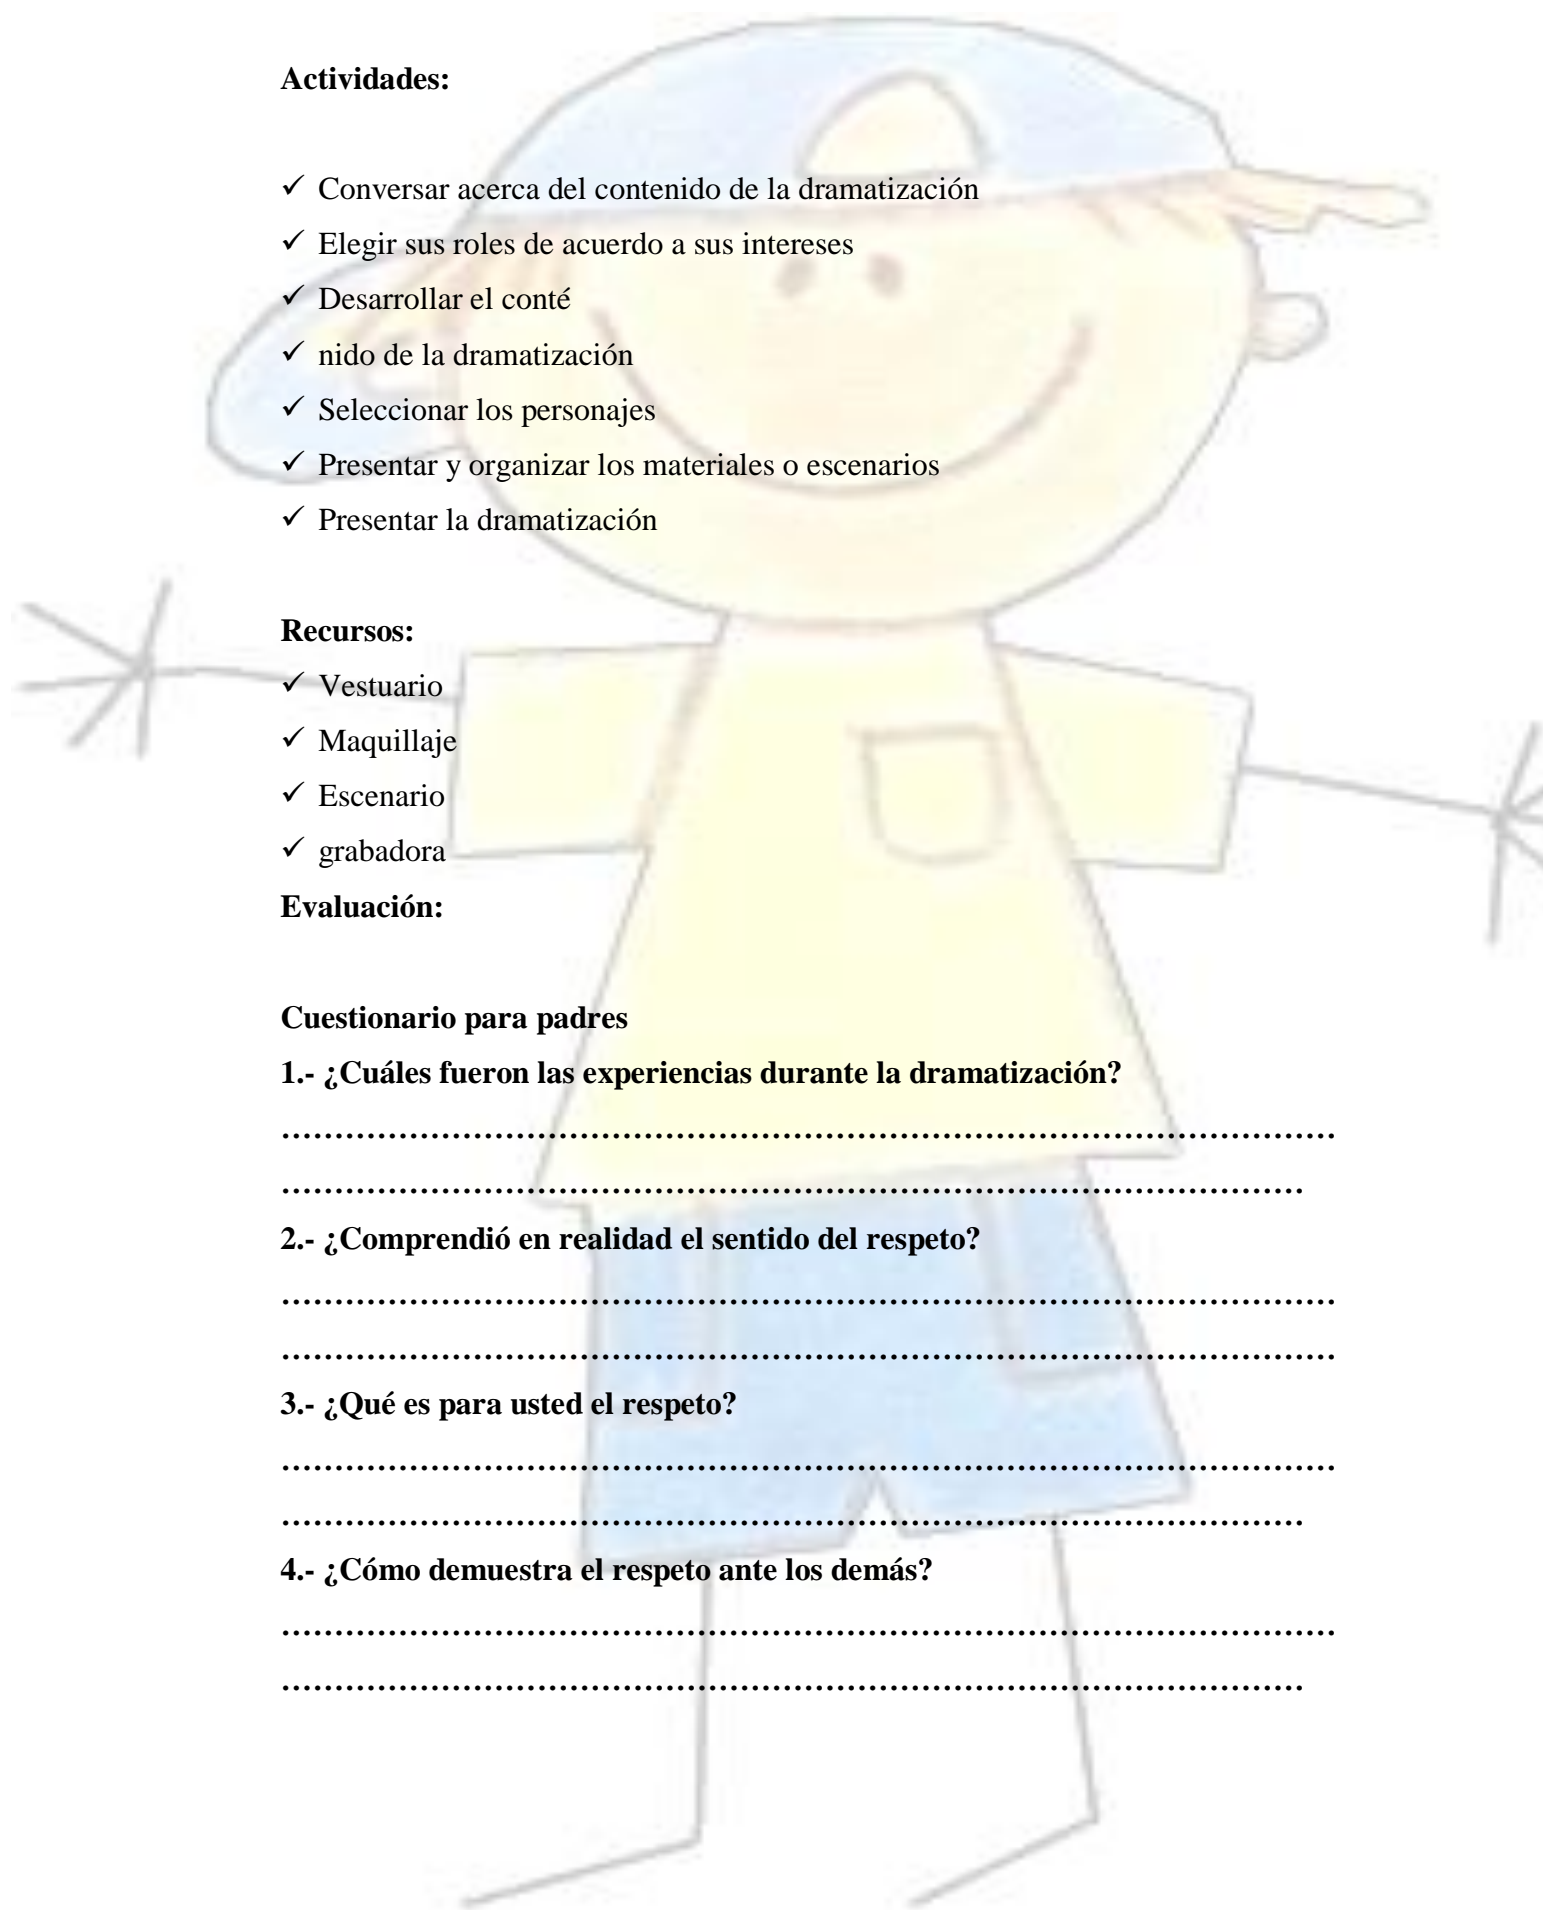 Actividades:
✓ Conversar acerca del contenido de la dramatización
✓ Elegir sus roles de acuerdo a sus intereses
✓ Desarrollar el conté
✓ nido de la dramatización
✓ Seleccionar los personajes
✓ Presentar y organizar los materiales o escenarios
✓ Presentar la dramatización
Recursos:
✓ Vestuario
✓ Maquillaje
✓ Escenario
✓ grabadora
Evaluación:
Cuestionario para padres
1.- ¿Cuáles fueron las experiencias durante la dramatización?
………………………………………………………………………………………
……………………………………………………………………………………
2.- ¿Comprendió en realidad el sentido del respeto?
………………………………………………………………………………………
………………………………………………………………………………………
3.- ¿Qué es para usted el respeto?
………………………………………………………………………………………
……………………………………………………………………………………
4.- ¿Cómo demuestra el respeto ante los demás?
………………………………………………………………………………………
……………………………………………………………………………………